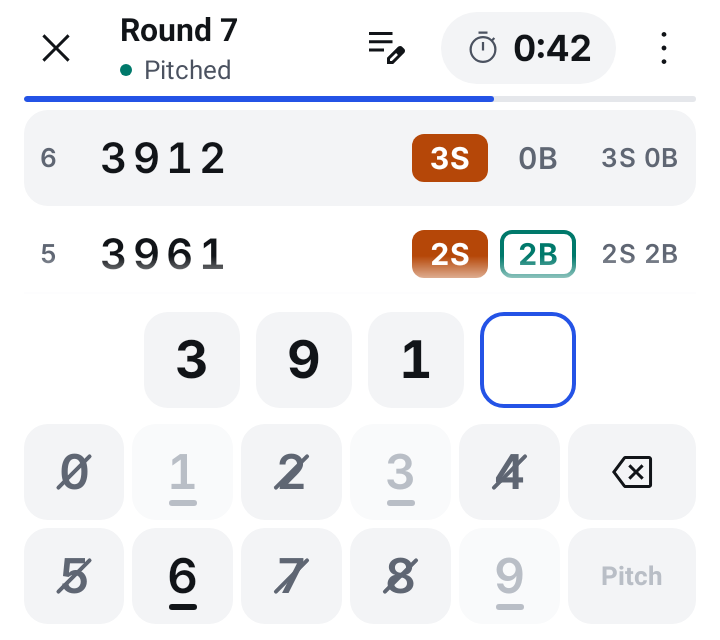 Round 7
0:42
Pitched
6 3912 3S 0B 3S 0B
5 3961 2S 2B 2S 2B
3 9 1
0 1 2 3 4
5 6 7 8 9 Pitch